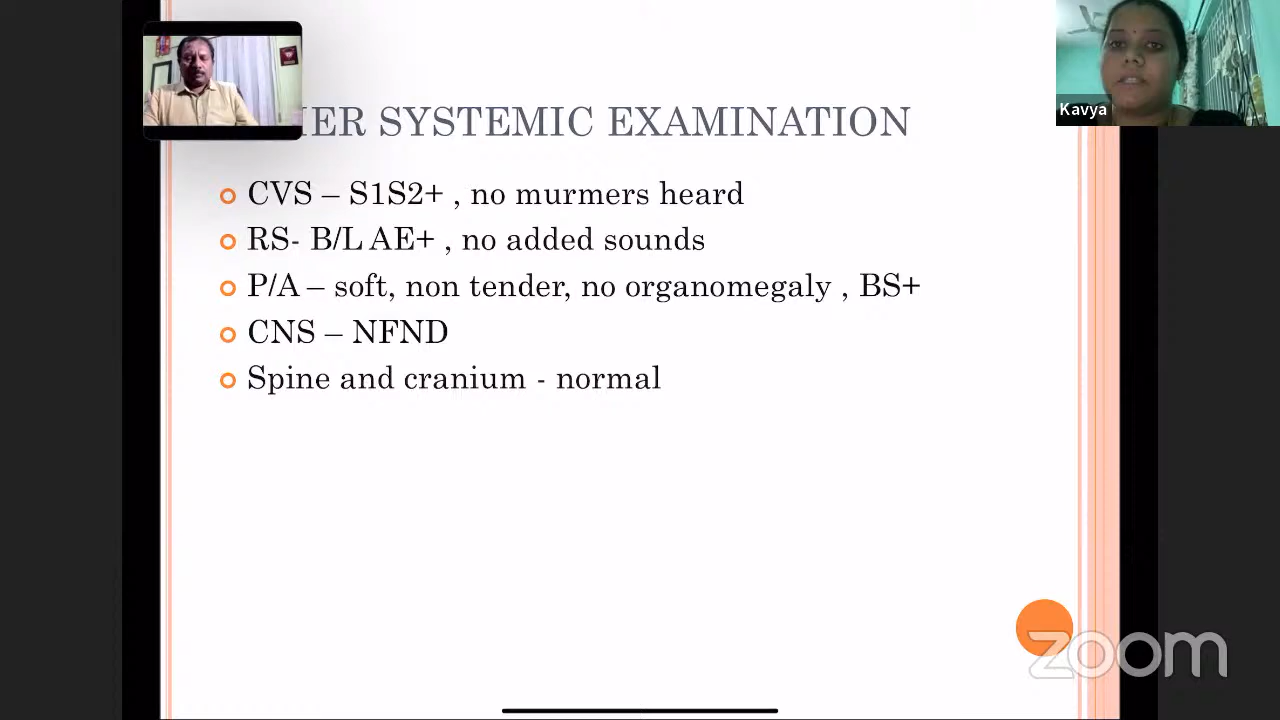 SYSTEMIC EXAMINATION
CVS – S1S2+ , no murmers heard
RS- B/L AE+ , no added sounds
P/A – soft, non tender, no organomegaly , BS+
CNS – NFND
Spine and cranium - normal
Kavya
zoom